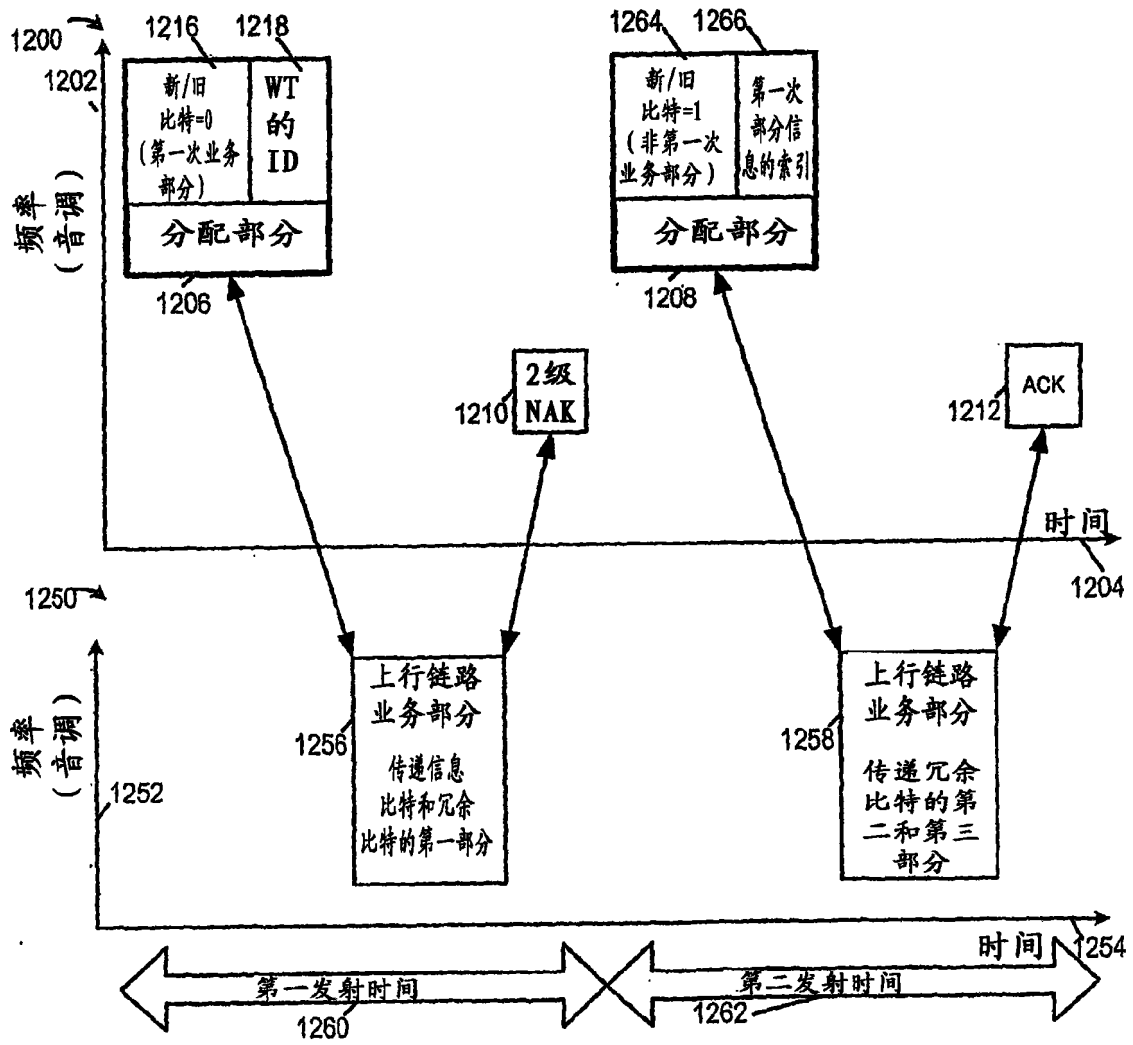 1200
1202
频率
(音调)
1216
1218
新/旧
比特=0
(第一次业务
部分)
WT
的
ID
分配部分
1206
1264
1266
新/旧
比特=1
(非第一次
业务部分)
第一次
部分信
息的索引
分配部分
1208
2级
NAK
1210
ACK
1212
时间
1204
1250
频率
(音调)
1252
上行链路
业务部分
传递信息
比特和冗余
比特的第一部分
1256
上行链路
业务部分
传递冗余
比特的第
二和第三
部分
1258
时间
1254
第一发射时间
1260
第二发射时间
1262